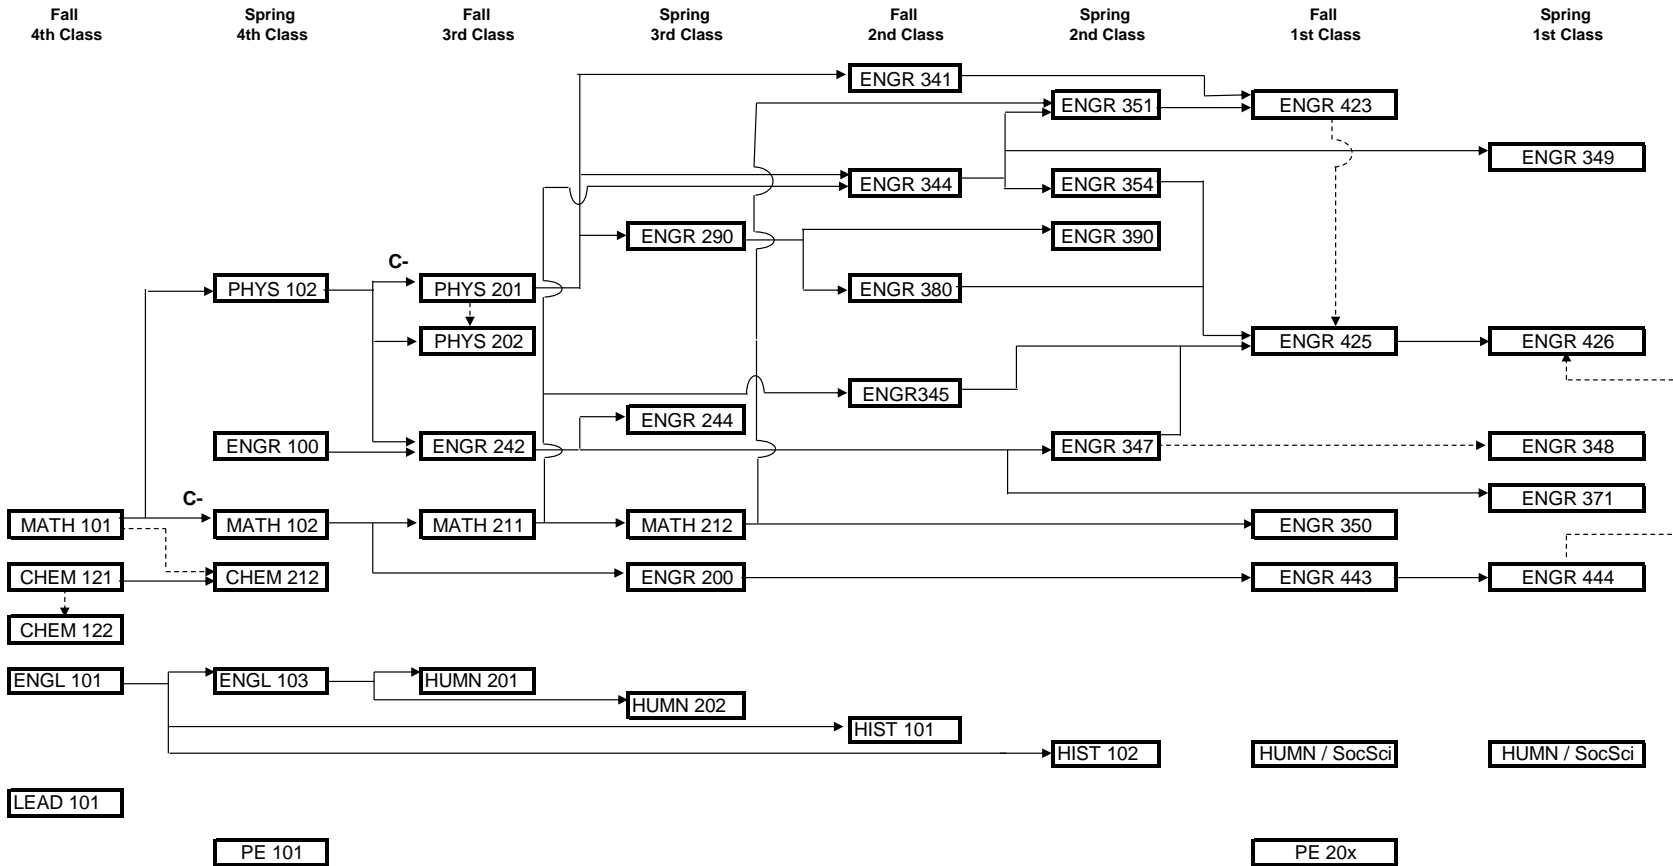 Fall Spring Fall Spring Fall Spring Fall Spring
4th Class 4th Class 3rd Class 3rd Class 2nd Class 2nd Class 1st Class 1st Class
ENGR 341
ENGR 351 ENGR 423
ENGR 349
ENGR 344 ENGR 354
ENGR 290 ENGR 390
C-
PHYS 102 PHYS 201 ENGR 380
PHYS 202 ENGR 425 ENGR 426
ENGR345
ENGR 244
ENGR 100 ENGR 242 ENGR 347 ENGR 348
C- ENGR 371
MATH 101 MATH 102 MATH 211 MATH 212 ENGR 350
CHEM 121 CHEM 212 ENGR 200 ENGR 443 ENGR 444
CHEM 122
ENGL 101 ENGL 103 HUMN 201
HUMN 202
HIST 101
HIST 102 HUMN / SocSci HUMN / SocSci
LEAD 101
PE 101 PE 20x